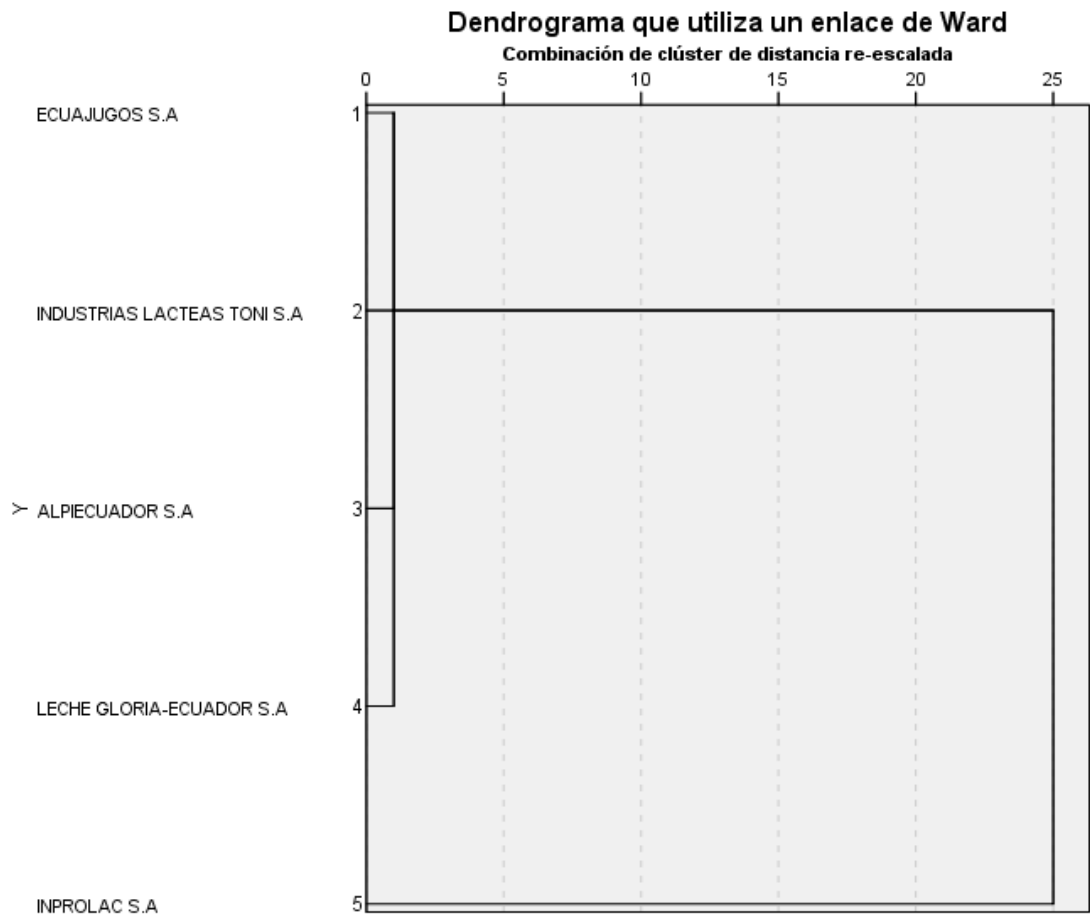 Dendrograma que utiliza un enlace de Ward
Combinación de clúster de distancia re-escalada
0 5 10 15 20 25
ECUAJUGOS S.A 1
INDUSTRIAS LACTEAS TONI S.A 2
Y ALPIECUADOR S.A 3
LECHE GLORIA-ECUADOR S.A 4
INPROLAC S.A 5